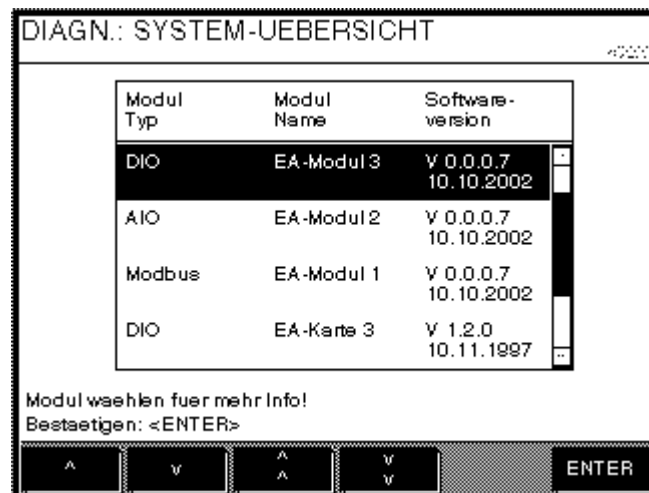 DIAGN.: SYSTEM-UEBERSICHT
Modul Modul Software-
Typ Name version
DIO EA-Modul 3 V 0.0.0.7
10.10.2002
AIO EA-Modul 2 V 0.0.0.7
10.10.2002
Modbus EA-Modul 1 V 0.0.0.7
10.10.2002
DIO EA-Karte 3 V 1.2.0
10.11.1997
Modul waehlen fuer mehr Info!
Bestaetigen: <ENTER>
^ v ^ v ENTER
^ v